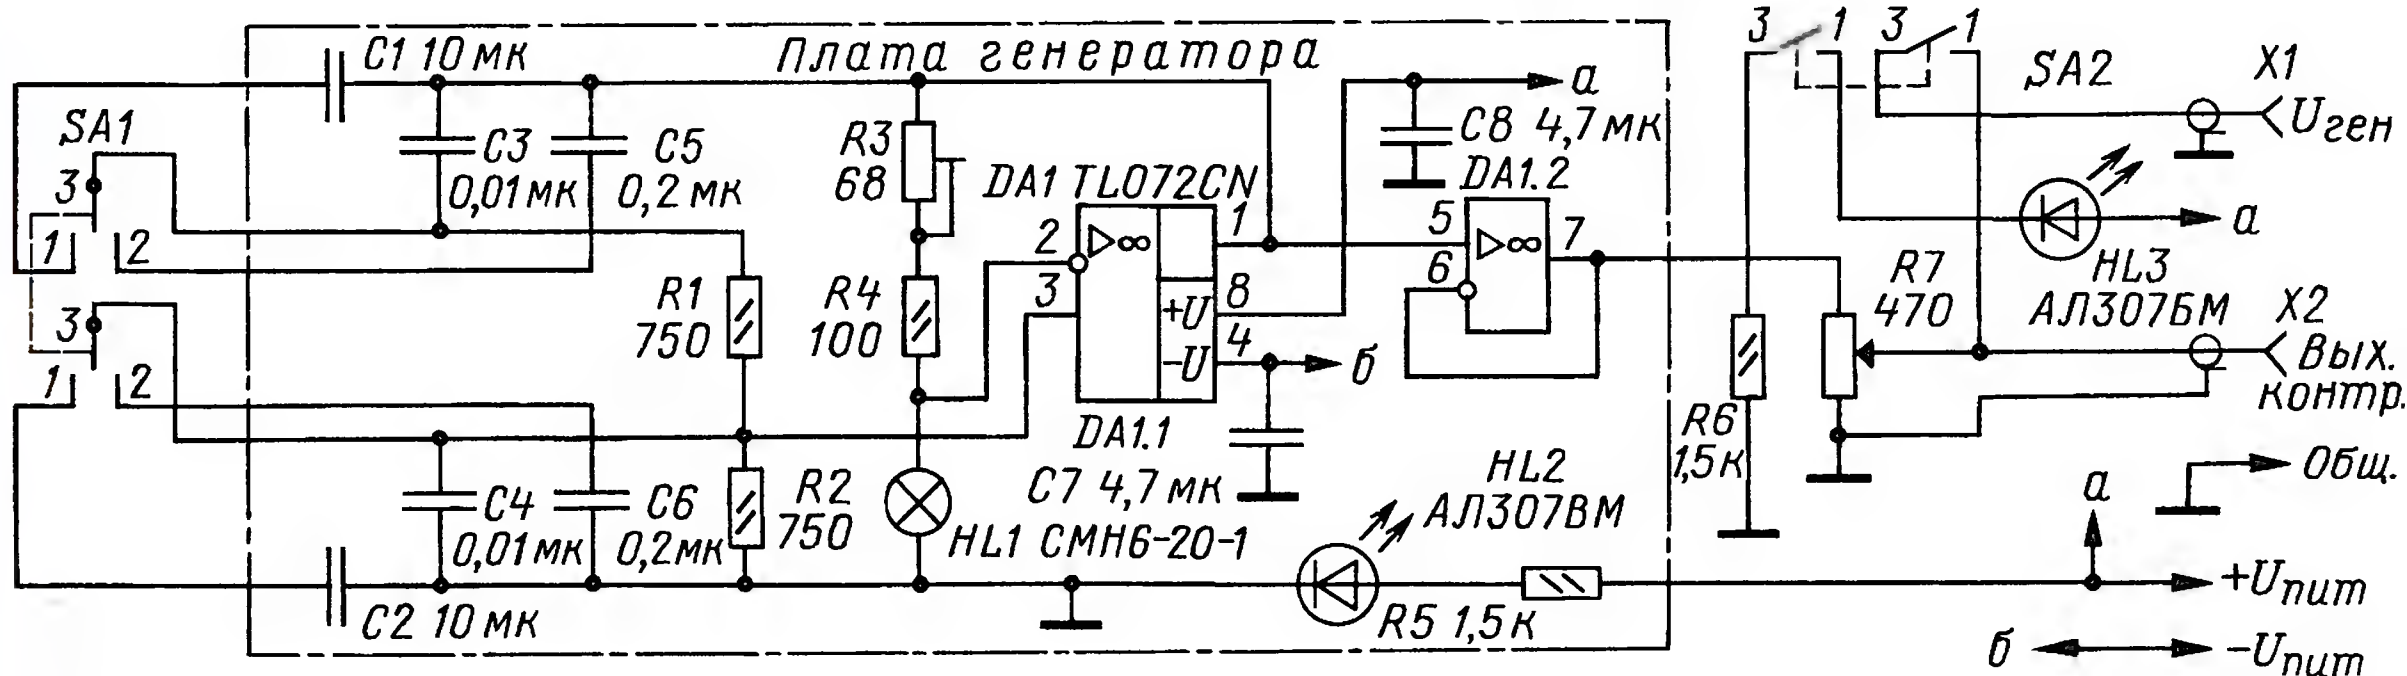 Плата генератора
C1 10 мк
SA1
3
1
2
3
1
2
C3
0,01 мк
C5
0,2 мк
R3
68
R1
750
R4
100
DA1 TL072CN
2
3
▷∞
1
8
+U
4
-U
DA1.1
а
C8 4,7 мк
DA1.2
5
6
▷∞
7
б
C7 4,7 мк
C4
0,01 мк
C6
0,2 мк
R2
750
HL1 СМН6-20-1
C2 10 мк
HL2
АЛ307ВМ
R5 1,5 к
3
1
3
1
SA2
X1
Uген
а
HL3
АЛ307БМ
R7
470
R6
1,5 к
X2
Вых.
контр.
Общ.
а
+Uпит
б
-Uпит